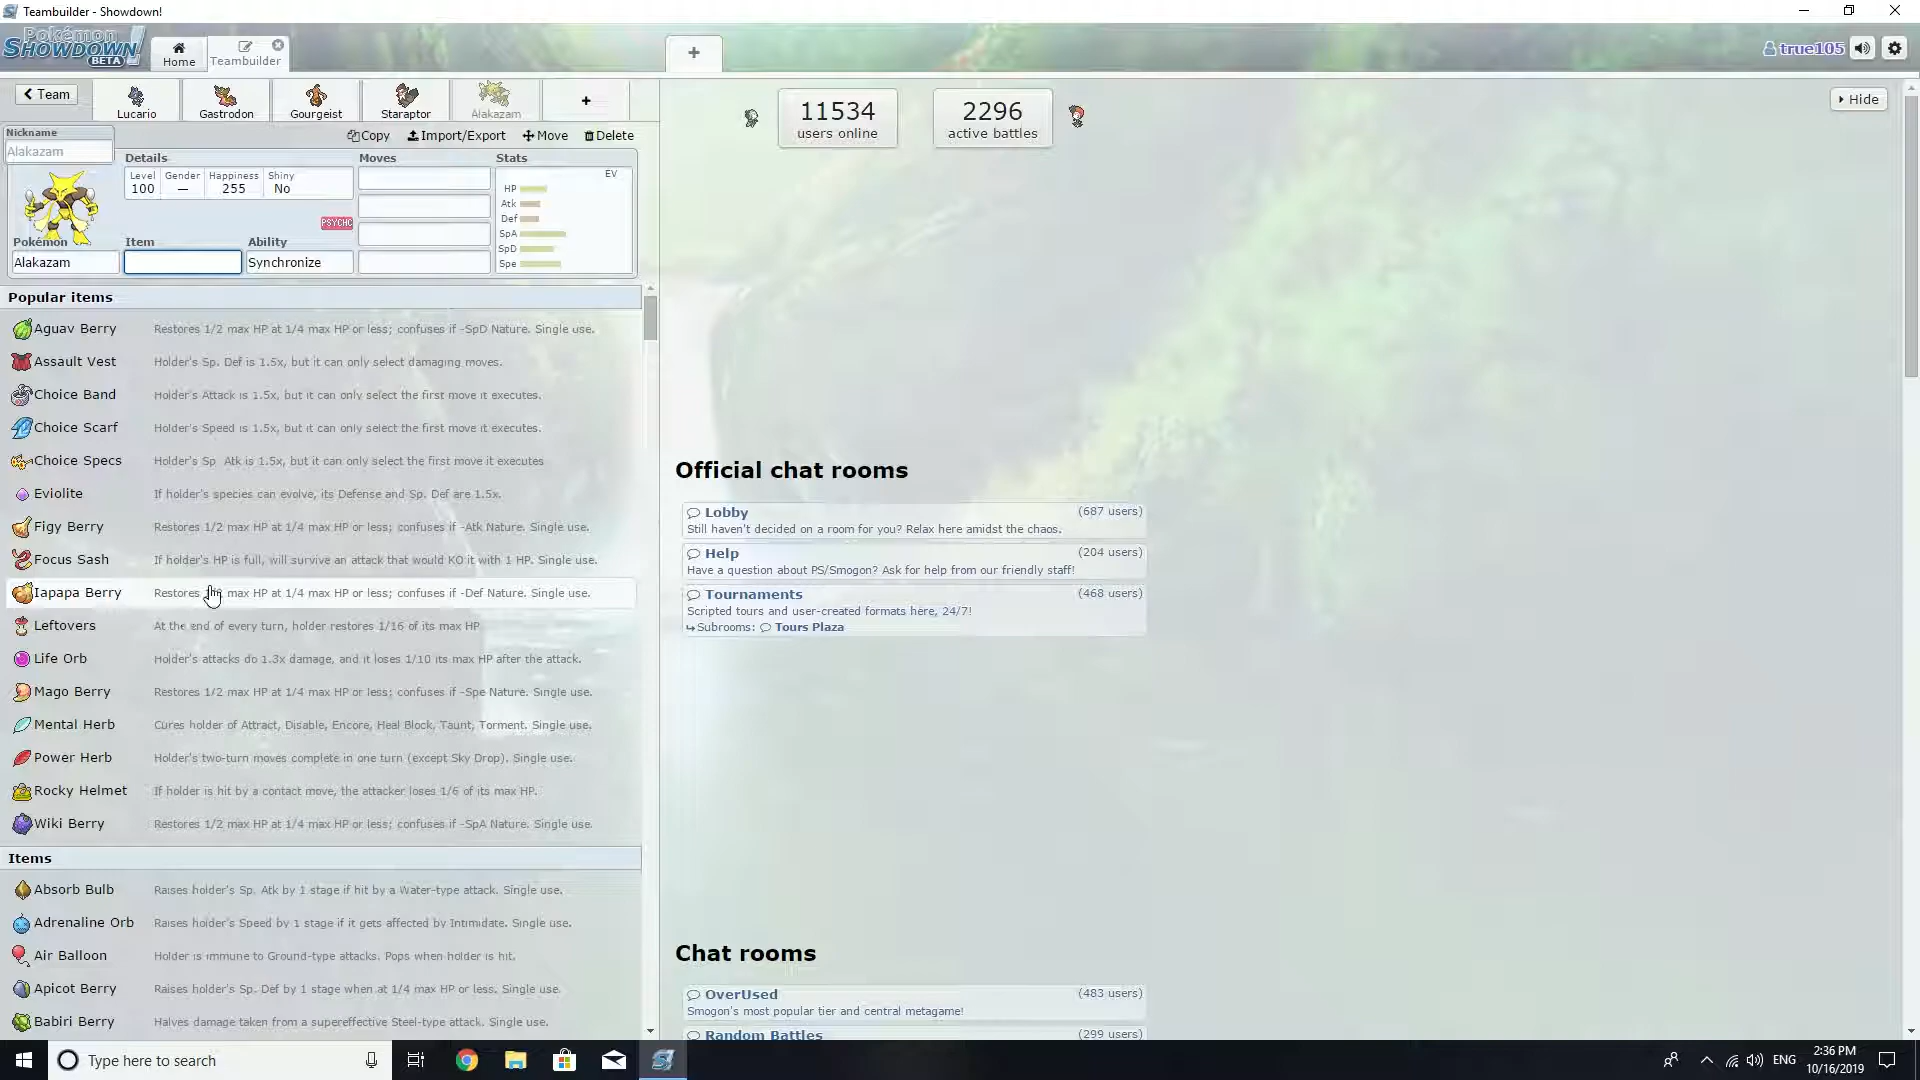 Teambuilder - Showdown!
Pokémon
SHOWDOWN!
BETA
Home
Teambuilder
+
true105
Team
Lucario
Gastrodon
Gourgeist
Staraptor
Alakazam
+
Copy
Import/Export
Move
Delete
Nickname
Alakazam
Details
Level
100
Gender
—
Happiness
255
Shiny
No
PSYCHC
Pokémon
Alakazam
Item
Ability
Synchronize
Moves
Stats
EV
HP
Atk
Def
SpA
SpD
Spe
Popular items
Aguav Berry Restores 1/2 max HP at 1/4 max HP or less; confuses if -SpD Nature. Single use.
Assault Vest Holder's Sp. Def is 1.5x, but it can only select damaging moves.
Choice Band Holder's Attack is 1.5x, but it can only select the first move it executes.
Choice Scarf Holder's Speed is 1.5x, but it can only select the first move it executes.
Choice Specs Holder's Sp. Atk is 1.5x, but it can only select the first move it executes
Eviolite If holder's species can evolve, its Defense and Sp. Def are 1.5x.
Figy Berry Restores 1/2 max HP at 1/4 max HP or less; confuses if -Atk Nature. Single use.
Focus Sash If holder's HP is full, will survive an attack that would KO it with 1 HP. Single use.
Iapapa Berry Restores max HP at 1/4 max HP or less; confuses if -Def Nature. Single use.
Leftovers At the end of every turn, holder restores 1/16 of its max HP
Life Orb Holder's attacks do 1.3x damage, and it loses 1/10 its max HP after the attack.
Mago Berry Restores 1/2 max HP at 1/4 max HP or less; confuses if -Spe Nature. Single use.
Mental Herb Cures holder of Attract, Disable, Encore, Heal Block, Taunt, Torment. Single use.
Power Herb Holder's two-turn moves complete in one turn (except Sky Drop). Single use.
Rocky Helmet If holder is hit by a contact move, the attacker loses 1/6 of its max HP.
Wiki Berry Restores 1/2 max HP at 1/4 max HP or less; confuses if -SpA Nature. Single use.
Items
Absorb Bulb Raises holder's Sp. Atk by 1 stage if hit by a Water-type attack. Single use.
Adrenaline Orb Raises holder's Speed by 1 stage if it gets affected by Intimidate. Single use.
Air Balloon Holder is immune to Ground-type attacks. Pops when holder is hit.
Apicot Berry Raises holder's Sp. Def by 1 stage when at 1/4 max HP or less. Single use.
Babiri Berry Halves damage taken from a supereffective Steel-type attack. Single use.
11534
users online
2296
active battles
Hide
Official chat rooms
Lobby (687 users)
Still haven't decided on a room for you? Relax here amidst the chaos.
Help (204 users)
Have a question about PS/Smogon? Ask for help from our friendly staff!
Tournaments (468 users)
Scripted tours and user-created formats here, 24/7!
Subrooms: Tours Plaza
Chat rooms
OverUsed (483 users)
Smogon's most popular tier and central metagame!
Random Battles (299 users)
Type here to search
ENG
2:36 PM
10/16/2019